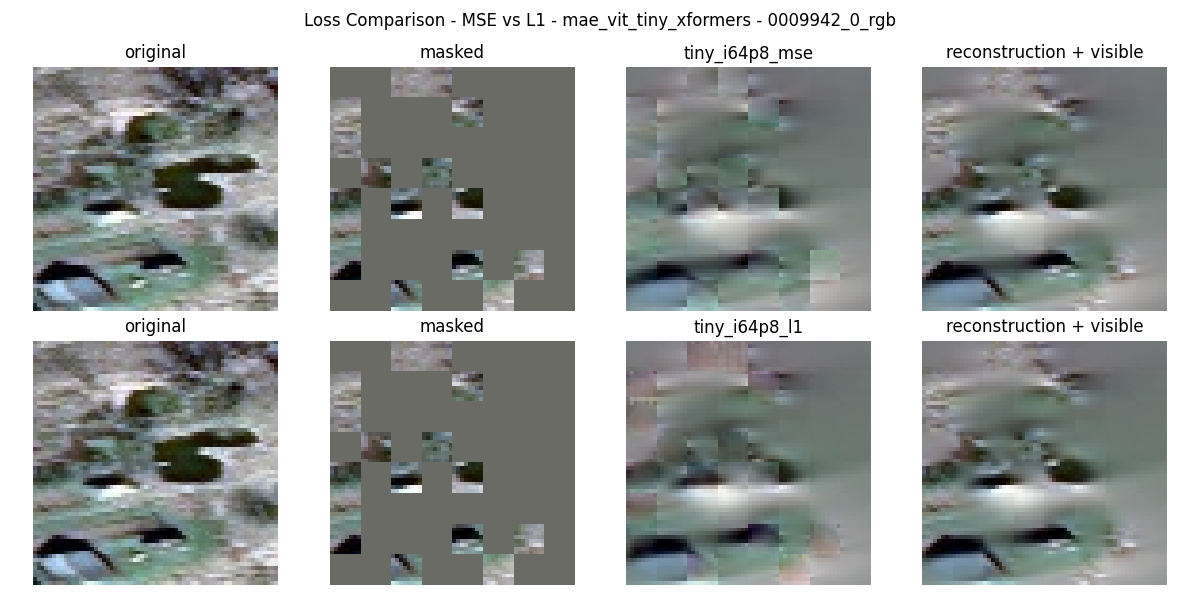 Loss Comparison - MSE vs L1 - mae_vit_tiny_xformers - 0009942_0_rgb
original masked tiny_i64p8_mse reconstruction + visible
original masked tiny_i64p8_l1 reconstruction + visible